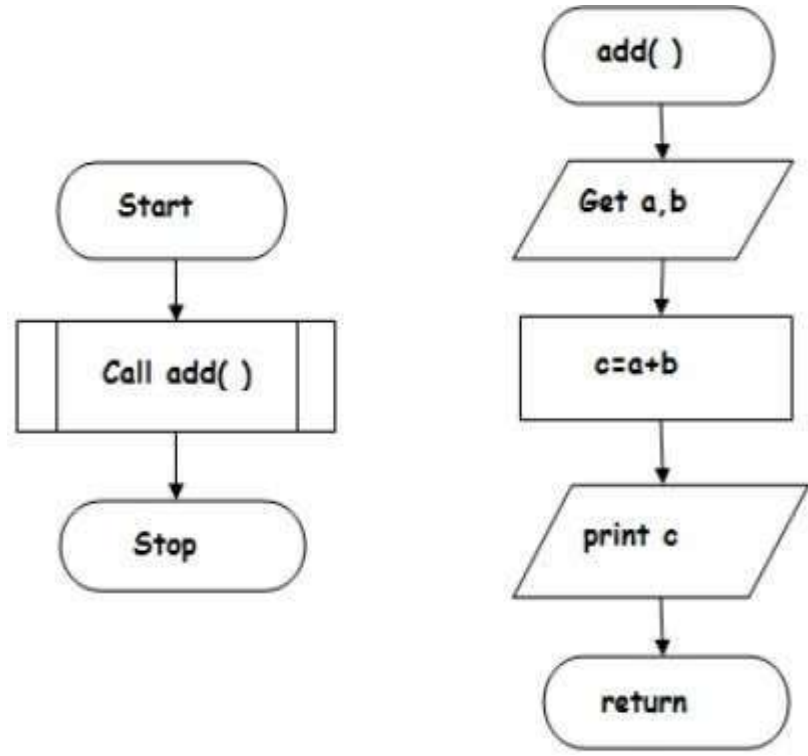 Start
Call add( )
Stop
add( )
Get a,b
c=a+b
print c
return